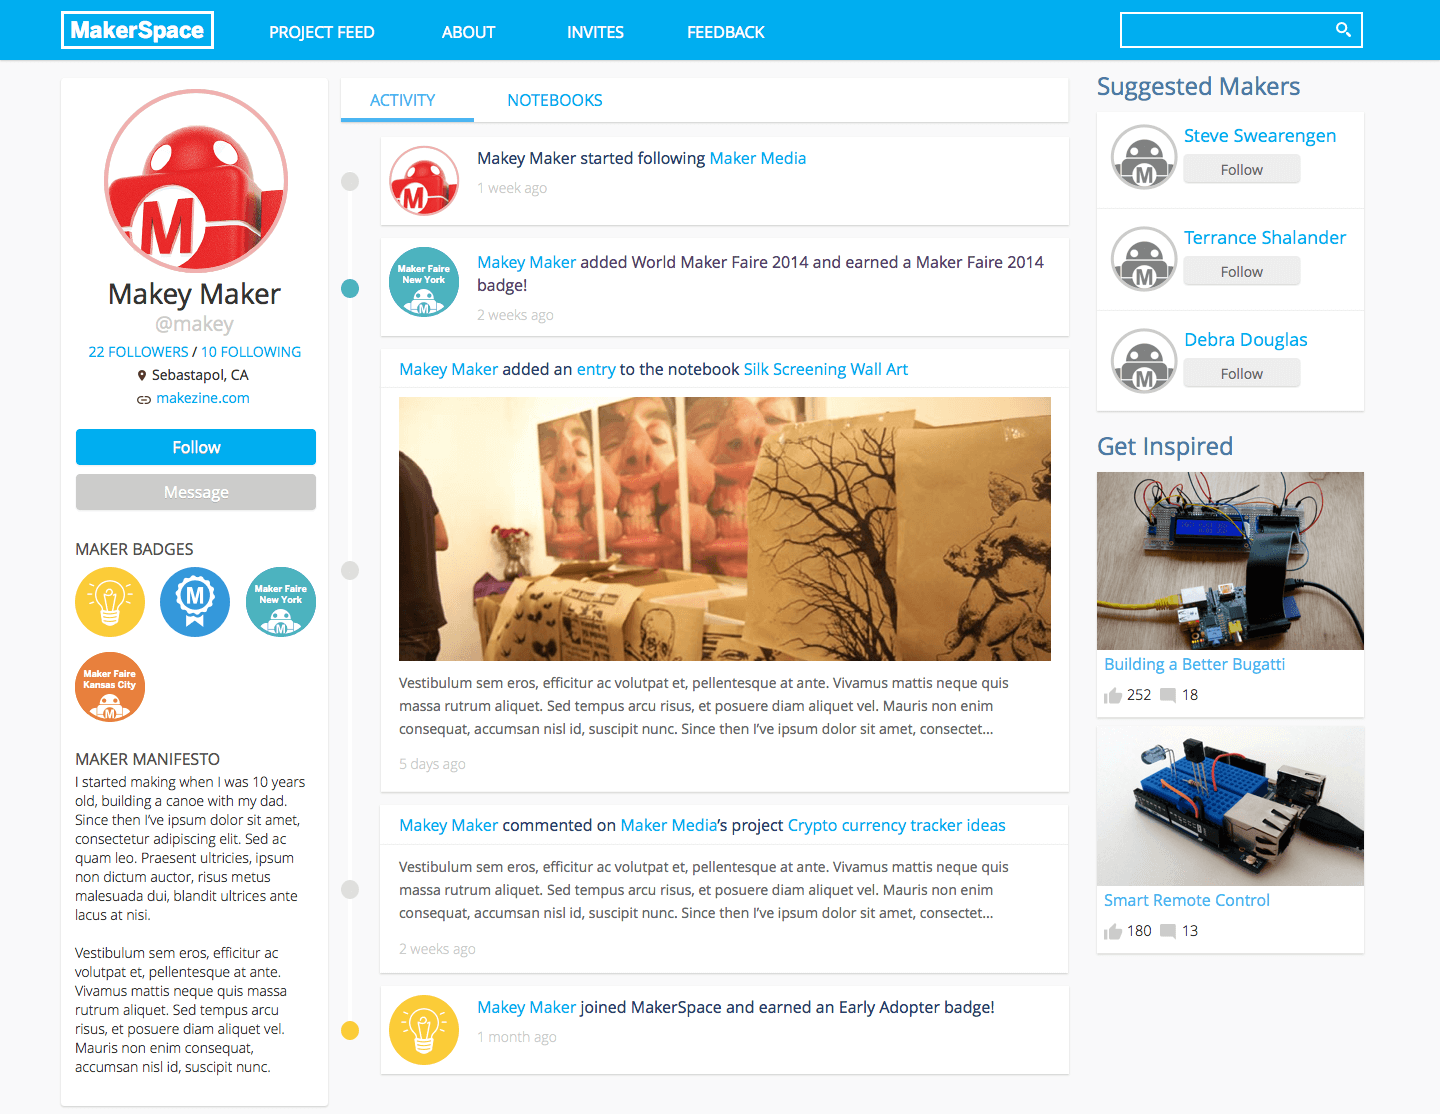 MakerSpace
PROJECT FEED
ABOUT
INVITES
FEEDBACK
M
Makey Maker
@makey
22 FOLLOWERS / 10 FOLLOWING
Sebastapol, CA
makezine.com
Follow
Message
MAKER BADGES
M
Maker Faire
New York
M
Maker Faire
Kansas City
M
MAKER MANIFESTO
I started making when I was 10 years
old, building a canoe with my dad.
Since then I’ve ipsum dolor sit amet,
consectetur adipiscing elit. Sed ac
quam leo. Praesent ultricies, ipsum
non dictum auctor, risus metus
malesuada dui, blandit ultrices ante
lacus at nisi.
Vestibulum sem eros, efficitur ac
volutpat et, pellentesque at ante.
Vivamus mattis neque quis massa
rutrum aliquet. Sed tempus arcu
risus, et posuere diam aliquet vel.
Mauris non enim consequat,
accumsan nisl id, suscipit nunc.
ACTIVITY
NOTEBOOKS
M
Makey Maker started following Maker Media
1 week ago
Maker Faire
New York
M
Makey Maker added World Maker Faire 2014 and earned a Maker Faire 2014
badge!
2 weeks ago
Makey Maker added an entry to the notebook Silk Screening Wall Art
Vestibulum sem eros, efficitur ac volutpat et, pellentesque at ante. Vivamus mattis neque quis
massa rutrum aliquet. Sed tempus arcu risus, et posuere diam aliquet vel. Mauris non enim
consequat, accumsan nisl id, suscipit nunc. Since then I’ve ipsum dolor sit amet, consectet...
5 days ago
Makey Maker commented on Maker Media’s project Crypto currency tracker ideas
Vestibulum sem eros, efficitur ac volutpat et, pellentesque at ante. Vivamus mattis neque quis
massa rutrum aliquet. Sed tempus arcu risus, et posuere diam aliquet vel. Mauris non enim
consequat, accumsan nisl id, suscipit nunc. Since then I’ve ipsum dolor sit amet, consectet...
2 weeks ago
Makey Maker joined MakerSpace and earned an Early Adopter badge!
1 month ago
Suggested Makers
M
Steve Swearengen
Follow
M
Terrance Shalander
Follow
M
Debra Douglas
Follow
Get Inspired
Building a Better Bugatti
252
18
Smart Remote Control
180
13